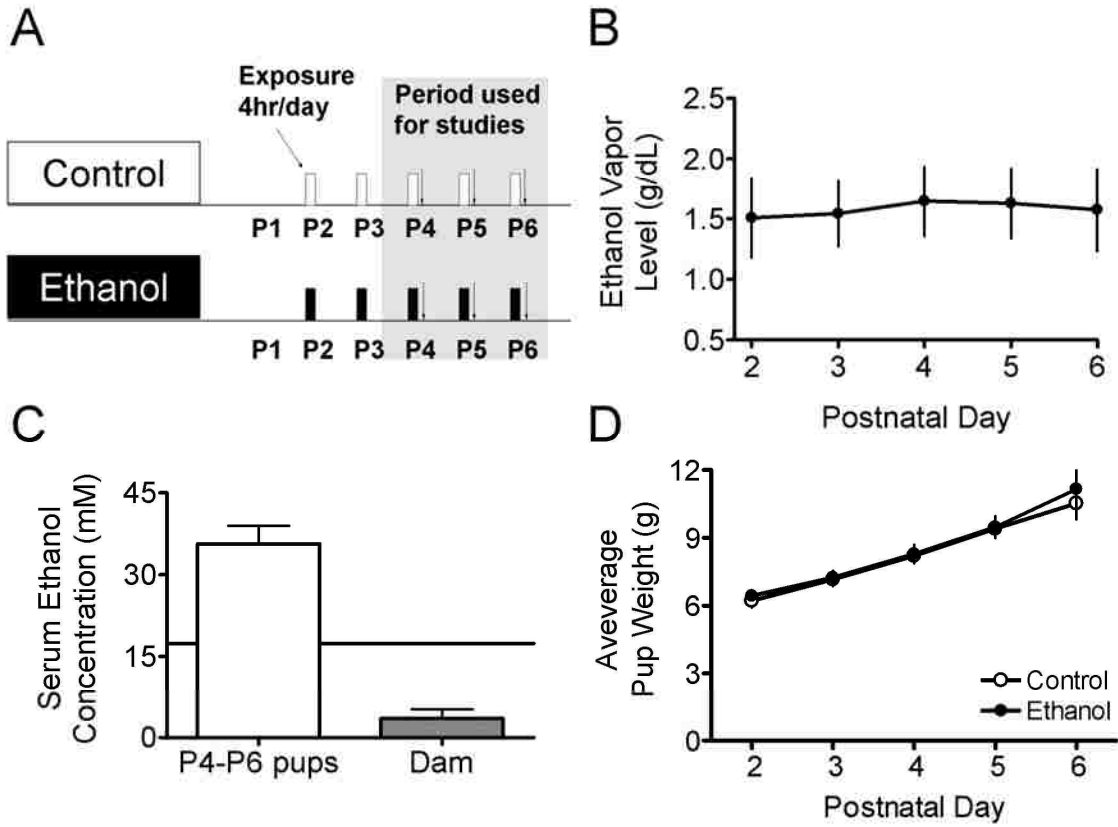 A
Exposure
4hr/day
Period used
for studies
Control
P1 P2 P3 P4 P5 P6
Ethanol
P1 P2 P3 P4 P5 P6
B
Ethanol Vapor
Level (g/dL)
2.5
2.0
1.5
1.0
0.5
2 3 4 5 6
Postnatal Day
C
Serum Ethanol
Concentration (mM)
45
30
15
0
P4-P6 pups Dam
D
Aveverage
Pup Weight (g)
12
9
6
3
0
Control
Ethanol
2 3 4 5 6
Postnatal Day